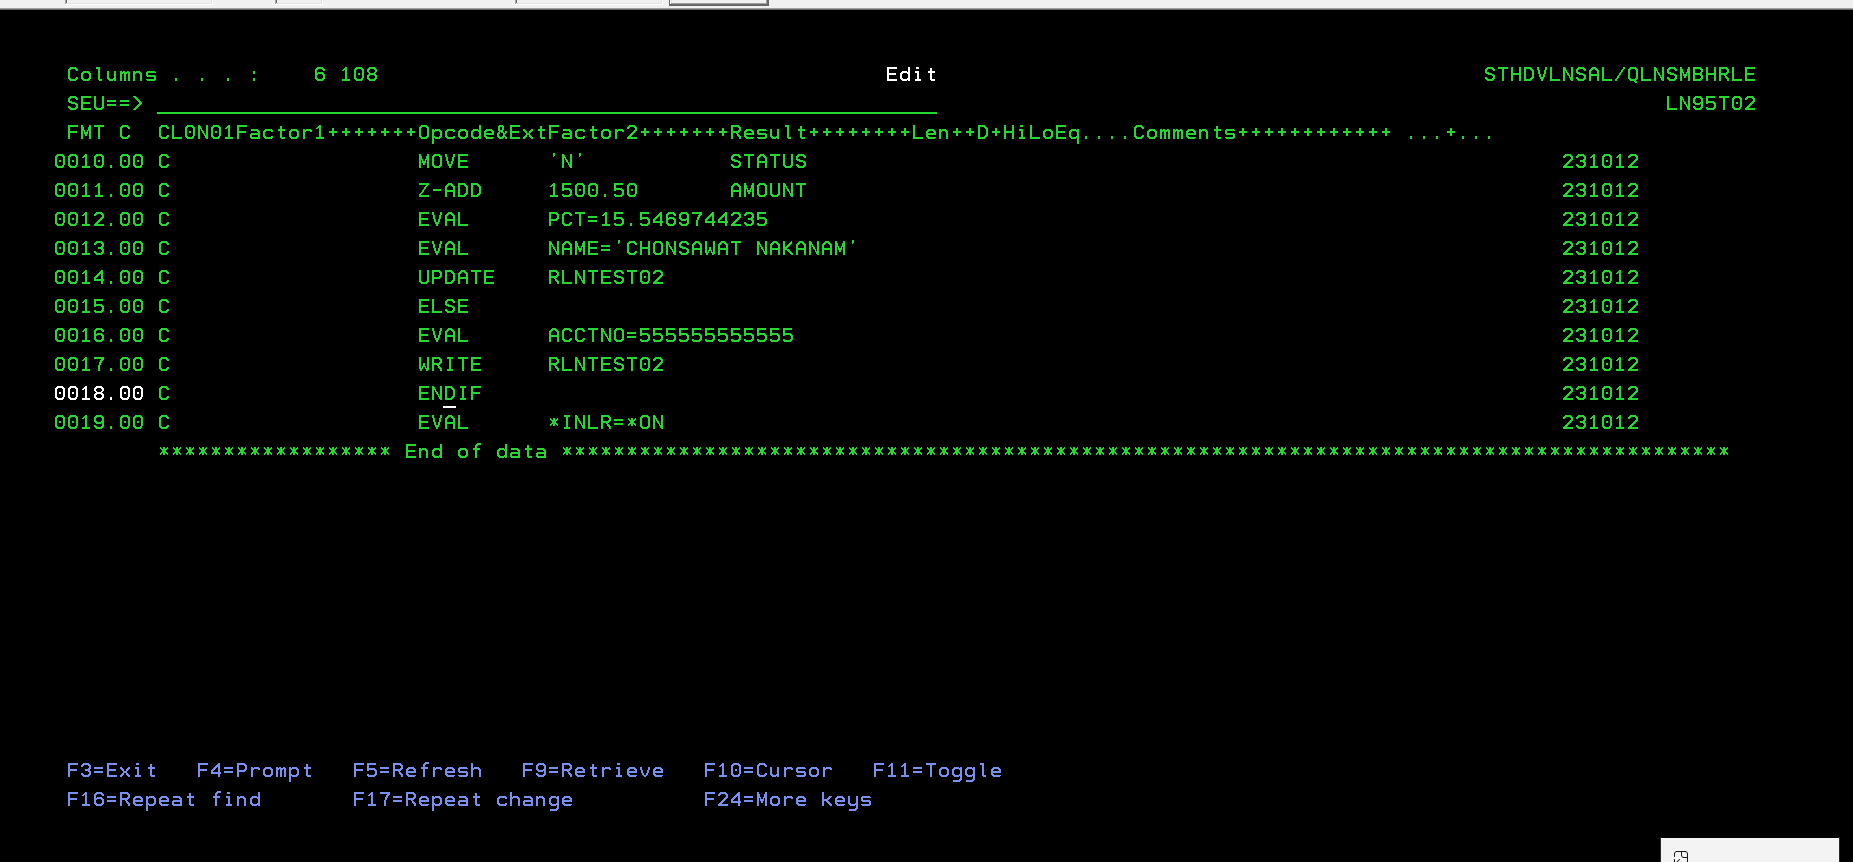 Columns . . . :    6 108                                       Edit                                          STHDVLNSAL/QLNSMBHRLE
SEU==> ____________________________________________________________                                                        LN95T02
FMT C  CL0N01Factor1+++++++Opcode&ExtFactor2+++++++Result++++++++Len++D+HiLoEq....Comments++++++++++++ ...+...
0010.00 C                   MOVE      'N'           STATUS                                                          231012
0011.00 C                   Z-ADD     1500.50       AMOUNT                                                          231012
0012.00 C                   EVAL      PCT=15.5469744235                                                             231012
0013.00 C                   EVAL      NAME='CHONSAWAT NAKANAM'                                                      231012
0014.00 C                   UPDATE    RLNTEST02                                                                     231012
0015.00 C                   ELSE                                                                                    231012
0016.00 C                   EVAL      ACCTNO=555555555555                                                           231012
0017.00 C                   WRITE     RLNTEST02                                                                     231012
0018.00 C                   ENDIF                                                                                   231012
0019.00 C                   EVAL      *INLR=*ON                                                                     231012
****************** End of data ******************************************************************************************
F3=Exit   F4=Prompt   F5=Refresh   F9=Retrieve   F10=Cursor   F11=Toggle
F16=Repeat find       F17=Repeat change          F24=More keys